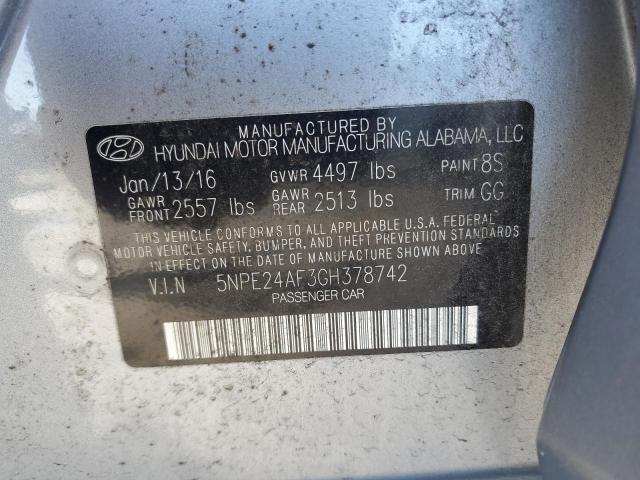 MANUFACTURED BY
HYUNDAI MOTOR MANUFACTURING ALABAMA, LLC
Jan/13/16 GVWR 4497 lbs PAINT 8S
GAWR FRONT 2557 lbs GAWR REAR 2513 lbs TRIM GG
THIS VEHICLE CONFORMS TO ALL APPLICABLE U.S.A. FEDERAL
MOTOR VEHICLE SAFETY, BUMPER, AND THEFT PREVENTION STANDARDS
IN EFFECT ON THE DATE OF MANUFACTURE SHOWN ABOVE
V.I.N 5NPE24AF3GH378742
PASSENGER CAR